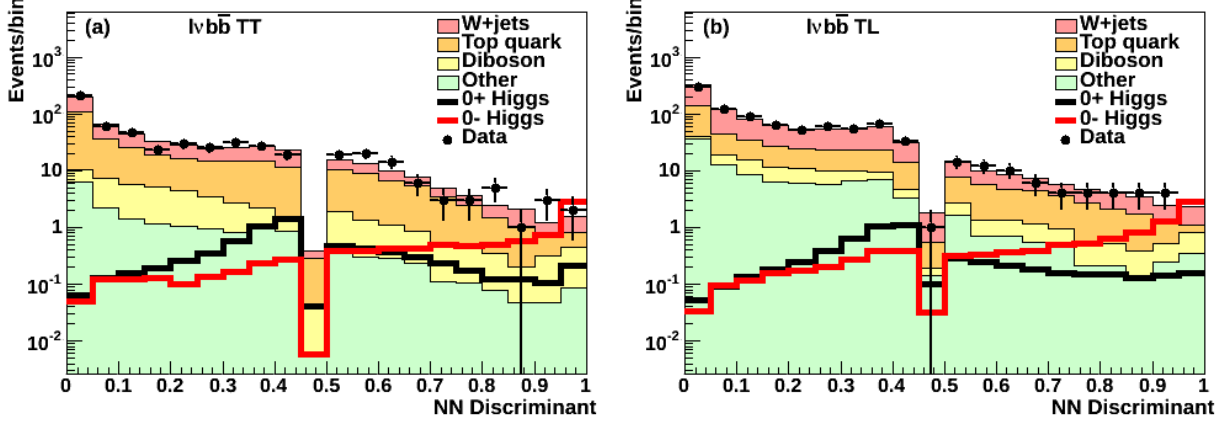 Events/bin
(a)
lνbb̅ TT
W+jets
Top quark
Diboson
Other
0+ Higgs
0- Higgs
Data
10³
10²
10
1
10⁻¹
10⁻²
0 0.1 0.2 0.3 0.4 0.5 0.6 0.7 0.8 0.9 1
NN Discriminant
Events/bin
(b)
lνbb̅ TL
W+jets
Top quark
Diboson
Other
0+ Higgs
0- Higgs
Data
10³
10²
10
1
10⁻¹
10⁻²
0 0.1 0.2 0.3 0.4 0.5 0.6 0.7 0.8 0.9 1
NN Discriminant